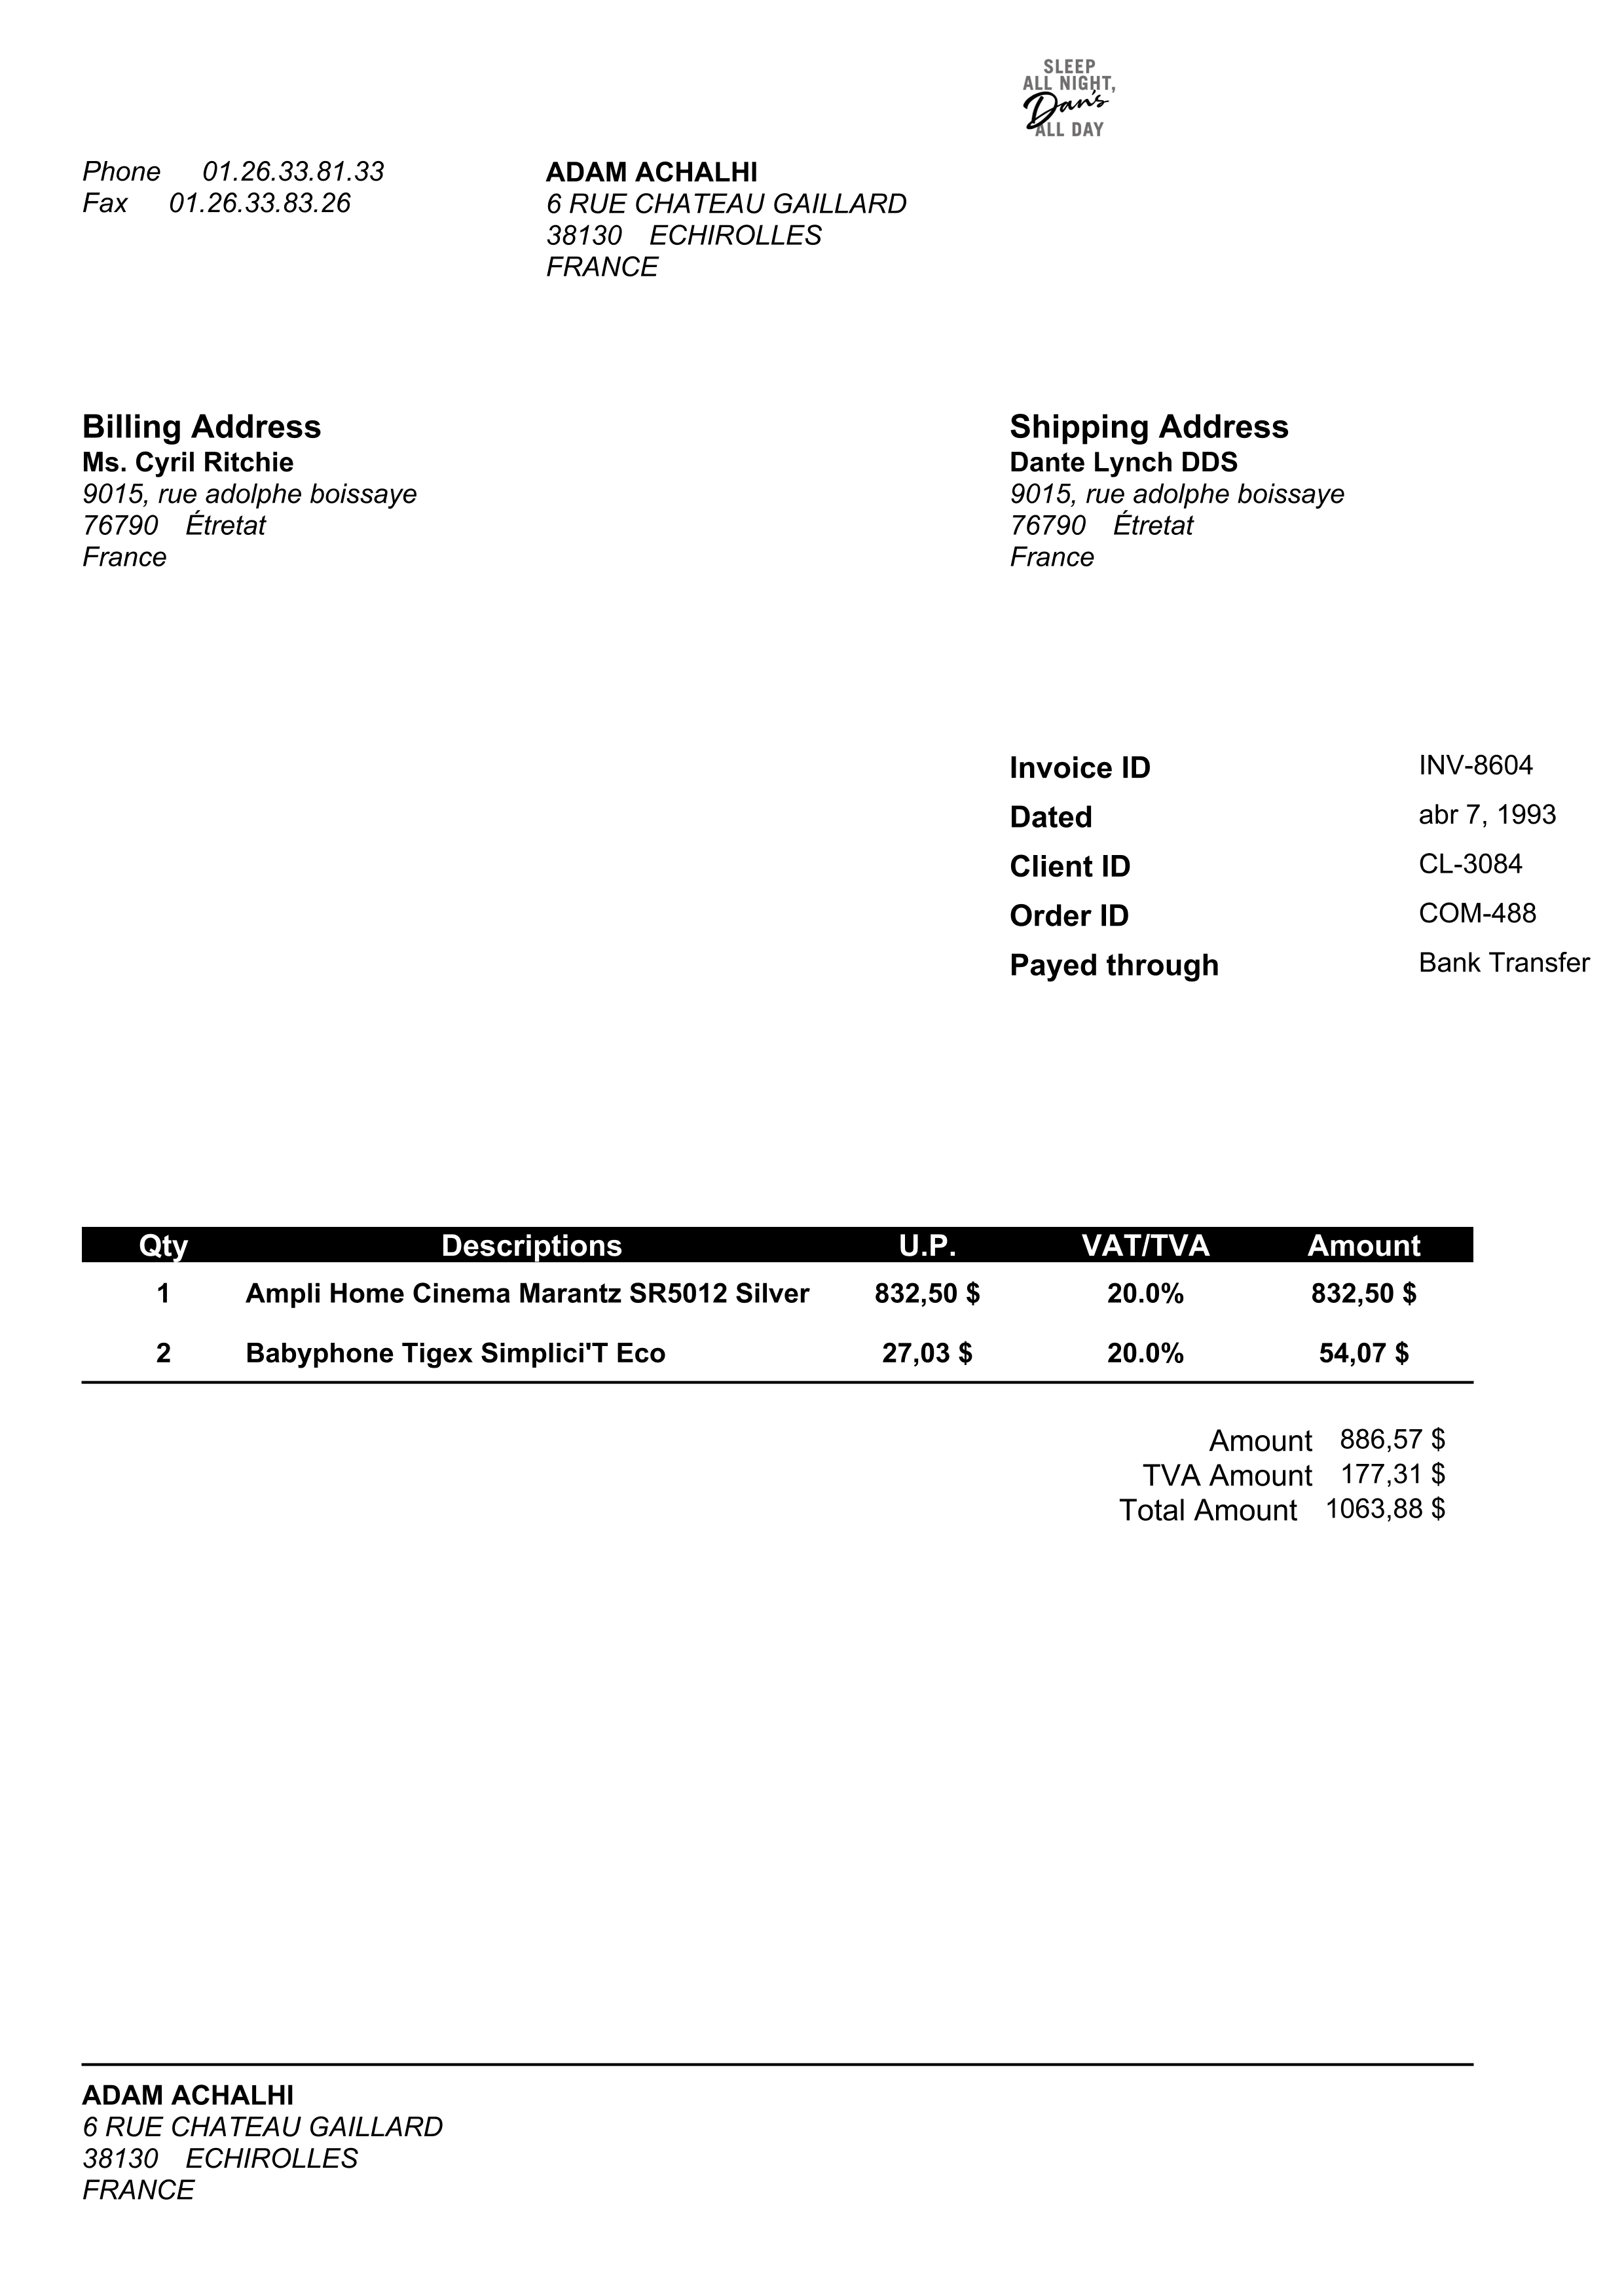 SLEEP
ALL NIGHT,
Dan's
ALL DAY
Phone 01.26.33.81.33
Fax 01.26.33.83.26
ADAM ACHALHI
6 RUE CHATEAU GAILLARD
38130 ECHIROLLES
FRANCE
Billing Address
Ms. Cyril Ritchie
9015, rue adolphe boissaye
76790 Étretat
France
Shipping Address
Dante Lynch DDS
9015, rue adolphe boissaye
76790 Étretat
France
Invoice ID INV-8604
Dated abr 7, 1993
Client ID CL-3084
Order ID COM-488
Payed through Bank Transfer
Qty Descriptions U.P. VAT/TVA Amount
1 Ampli Home Cinema Marantz SR5012 Silver 832,50 $ 20.0% 832,50 $
2 Babyphone Tigex Simplici'T Eco 27,03 $ 20.0% 54,07 $
Amount 886,57 $
TVA Amount 177,31 $
Total Amount 1063,88 $
ADAM ACHALHI
6 RUE CHATEAU GAILLARD
38130 ECHIROLLES
FRANCE